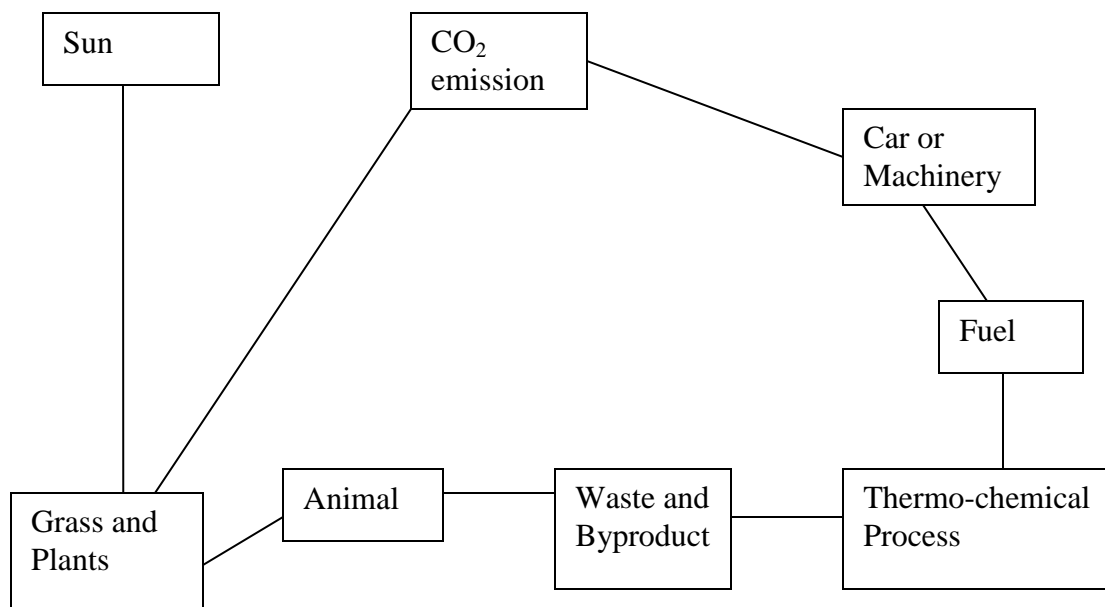 Sun
CO₂
emission
Car or
Machinery
Fuel
Grass and
Plants
Animal
Waste and
Byproduct
Thermo-chemical
Process